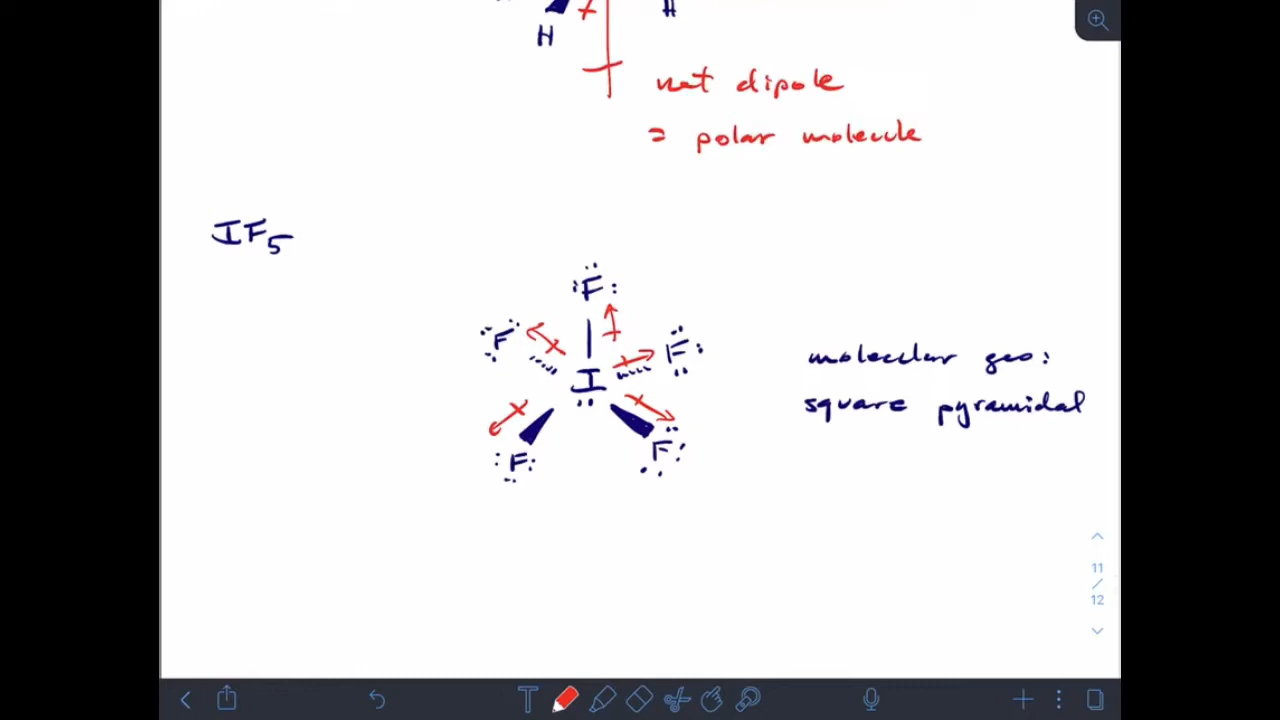 H
H
net dipole
= polar molecule
IF5
:F:
F
F:
I
molecular geo:
square pyramidal
:F:
F:
11
/
12
T